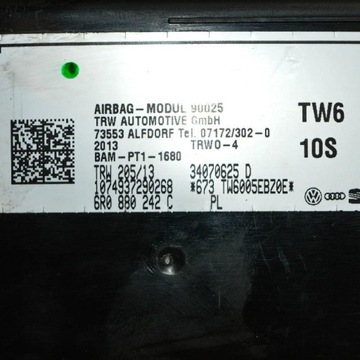 AIRBAG-MODUL 90025
TRW AUTOMOTIVE GmbH
73553 ALFDORF Tel. 07172/302-0
2013 TRWO-4
BAM-PT1-1680
TRW 205/13 34070625 D
1074937290268 *673 TW6005EBZ0E*
6R0 880 242 C PL
TW6
10S